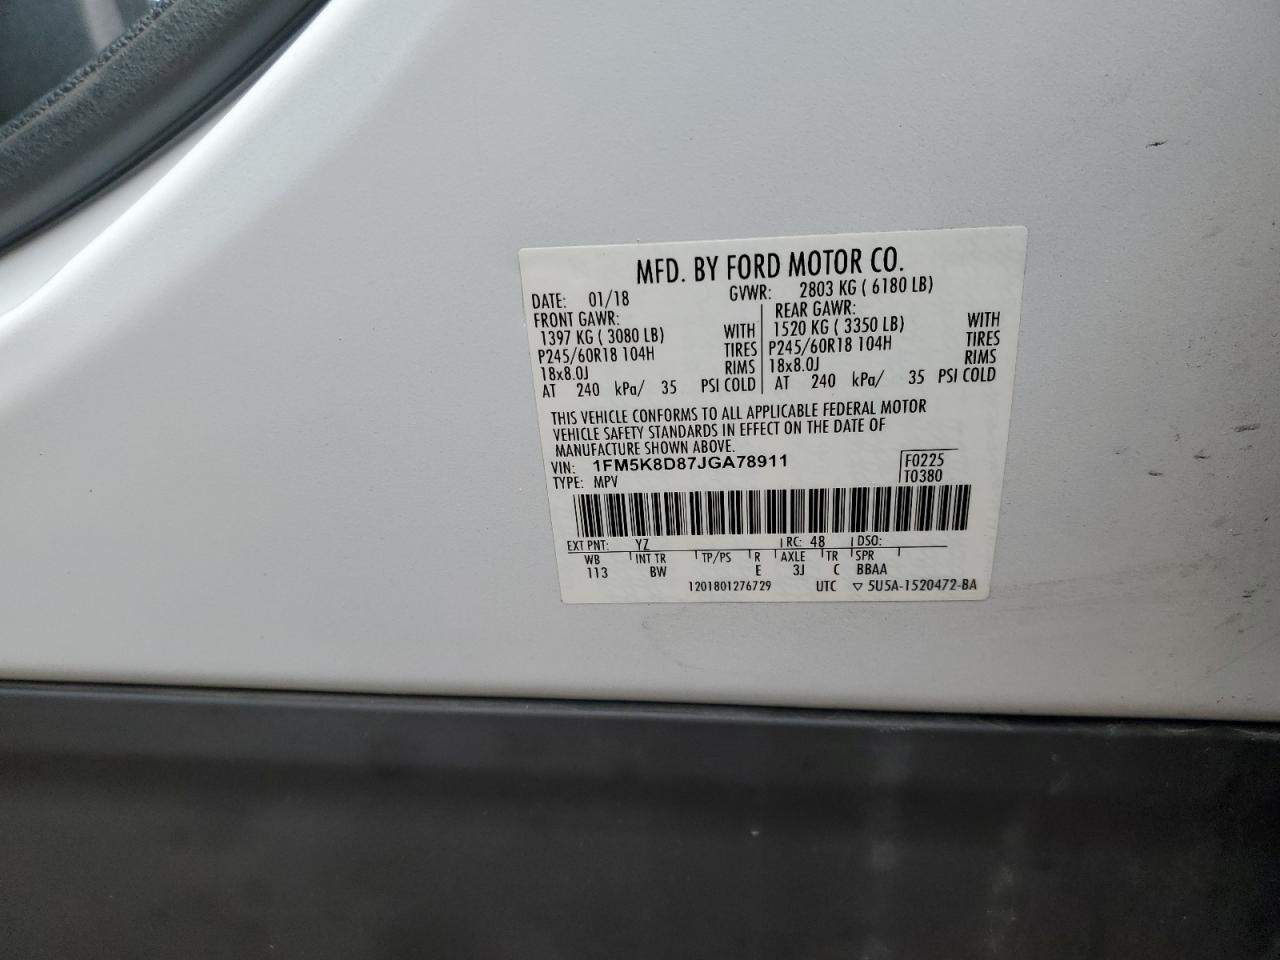 MFD. BY FORD MOTOR CO.
DATE: 01/18 GVWR: 2803 KG ( 6180 LB)
FRONT GAWR: REAR GAWR:
1397 KG ( 3080 LB) WITH 1520 KG ( 3350 LB) WITH
P245/60R18 104H TIRES P245/60R18 104H TIRES
18x8.0J RIMS 18x8.0J RIMS
AT 240 kPa/ 35 PSI COLD AT 240 kPa/ 35 PSI COLD
THIS VEHICLE CONFORMS TO ALL APPLICABLE FEDERAL MOTOR
VEHICLE SAFETY STANDARDS IN EFFECT ON THE DATE OF
MANUFACTURE SHOWN ABOVE.
VIN: 1FM5K8D87JGA78911 F0225
TYPE: MPV T0380
EXT PNT: YZ RC: 48 DSO:
WB INT TR TP/PS R AXLE TR SPR
113 BW E 3J C BBAA
1201801276729 UTC ▽ 5U5A-1520472-BA